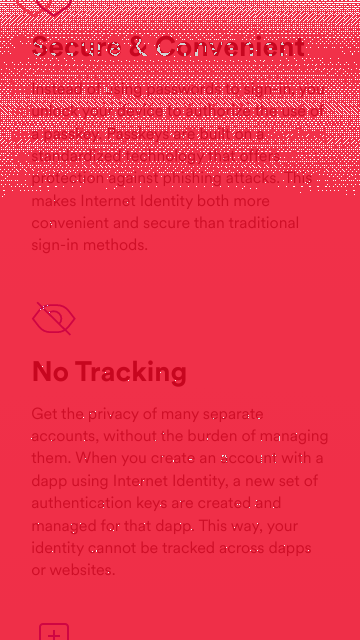 Secure & Convenient
Instead of using passwords to sign-in, you
unlock your device to authorize the use of
a passkey. Passkeys are built on
standardized technology that offers
protection against phishing attacks. This
makes Internet Identity both more
convenient and secure than traditional
sign-in methods.
No Tracking
Get the privacy of many separate
accounts, without the burden of managing
them. When you create an account with a
dapp using Internet Identity, a new set of
authentication keys are created and
managed for that dapp. This way, your
identity cannot be tracked across dapps
or websites.